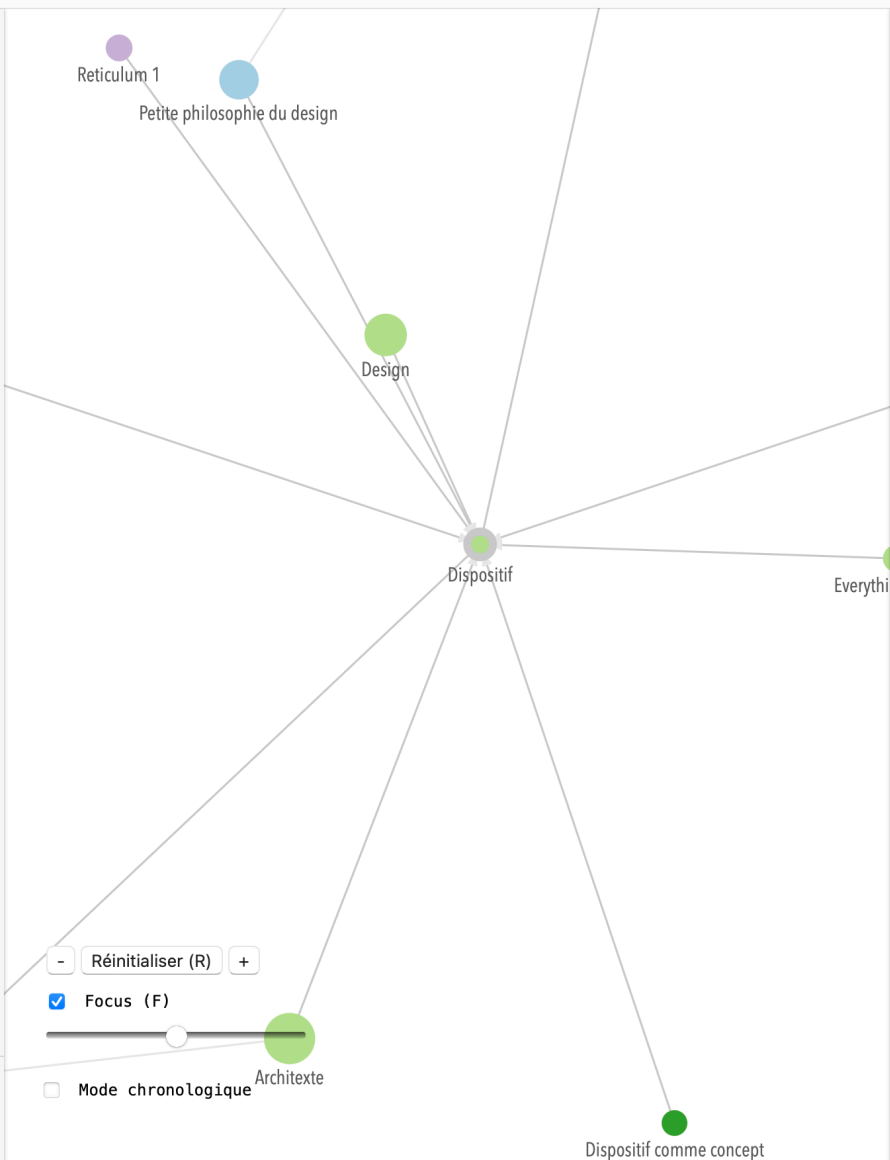 Reticulum 1
Petite philosophie du design
Design
Dispositif
Everythi
- Réinitialiser (R) +
Focus (F)
Architexte
Mode chronologique
Dispositif comme concept